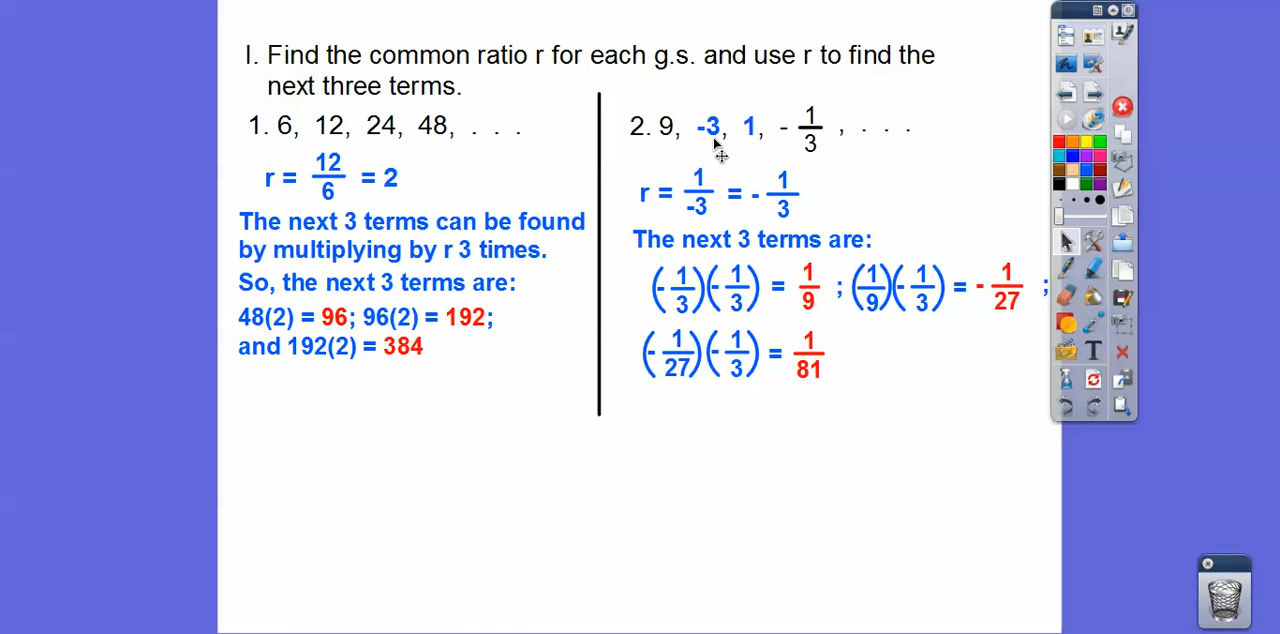 I. Find the common ratio r for each g.s. and use r to find the
next three terms.
1. 6, 12, 24, 48, . . .
r = 12/6 = 2
The next 3 terms can be found
by multiplying by r 3 times.
So, the next 3 terms are:
48(2) = 96; 96(2) = 192;
and 192(2) = 384
2. 9, -3, 1, - 1/3 , . . .
r = 1/-3 = - 1/3
The next 3 terms are:
(- 1/3)(- 1/3) = 1/9 ; (1/9)(- 1/3) = - 1/27 ;
(- 1/27)(- 1/3) = 1/81